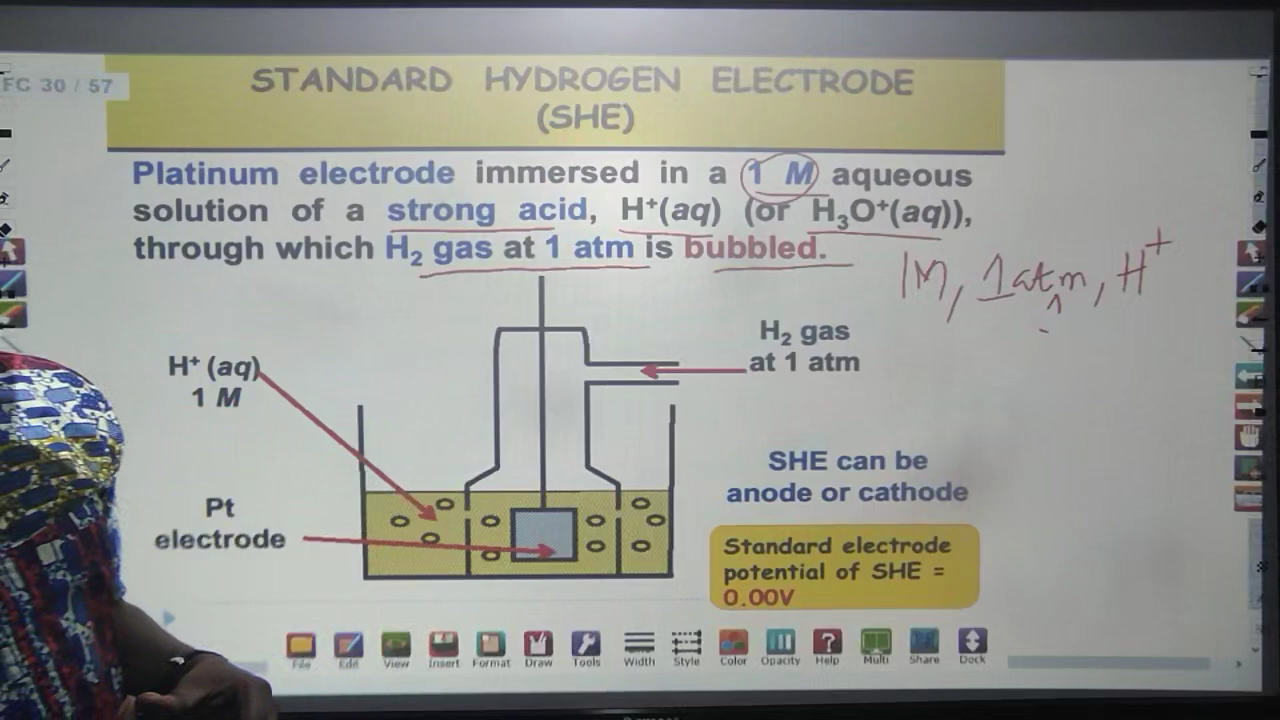 FC 30 / 57
STANDARD HYDROGEN ELECTRODE
(SHE)
Platinum electrode immersed in a 1 M aqueous
solution of a strong acid, H⁺(aq) (or H₃O⁺(aq)),
through which H₂ gas at 1 atm is bubbled.
1M, 1atm, H⁺
H₂ gas
at 1 atm
H⁺ (aq)
1 M
SHE can be
anode or cathode
Pt
electrode
Standard electrode
potential of SHE =
0.00V
File Edit View Insert Format Draw Tools Width Style Color Opacity Help Multi Share Dock